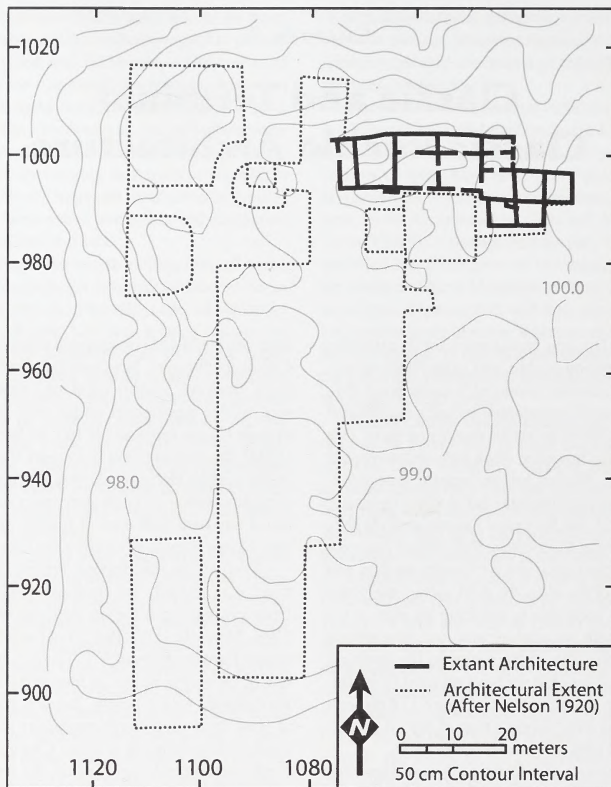 1020
1000
980
100.0
960
940
98.0
99.0
920
900
Extant Architecture
Architectural Extent
(After Nelson 1920)
N
0 10 20
meters
50 cm Contour Interval
1120 1100 1080